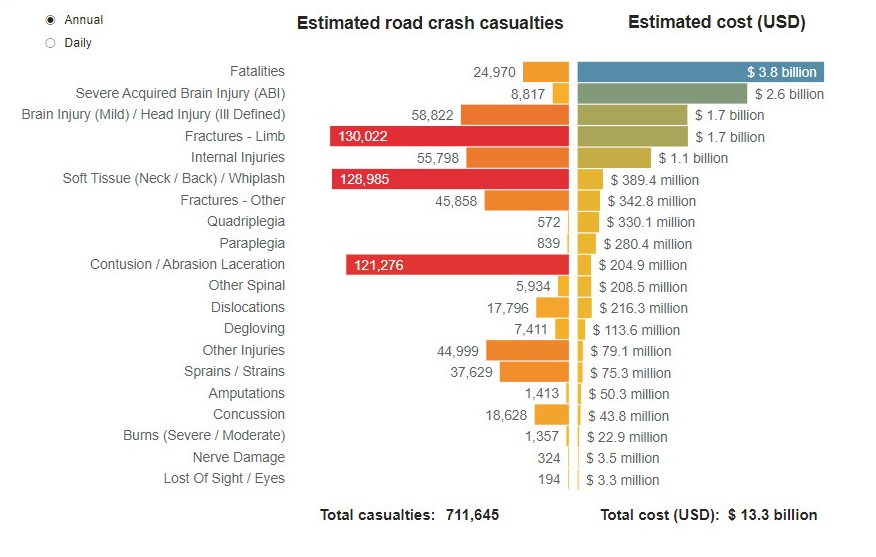 Annual
Daily
Estimated road crash casualties Estimated cost (USD)
Fatalities 24,970 $ 3.8 billion
Severe Acquired Brain Injury (ABI) 8,817 $ 2.6 billion
Brain Injury (Mild) / Head Injury (Ill Defined) 58,822 $ 1.7 billion
Fractures - Limb 130,022 $ 1.7 billion
Internal Injuries 55,798 $ 1.1 billion
Soft Tissue (Neck / Back) / Whiplash 128,985 $ 389.4 million
Fractures - Other 45,858 $ 342.8 million
Quadriplegia 572 $ 330.1 million
Paraplegia 839 $ 280.4 million
Contusion / Abrasion Laceration 121,276 $ 204.9 million
Other Spinal 5,934 $ 208.5 million
Dislocations 17,796 $ 216.3 million
Degloving 7,411 $ 113.6 million
Other Injuries 44,999 $ 79.1 million
Sprains / Strains 37,629 $ 75.3 million
Amputations 1,413 $ 50.3 million
Concussion 18,628 $ 43.8 million
Burns (Severe / Moderate) 1,357 $ 22.9 million
Nerve Damage 324 $ 3.5 million
Lost Of Sight / Eyes 194 $ 3.3 million
Total casualties: 711,645 Total cost (USD): $ 13.3 billion